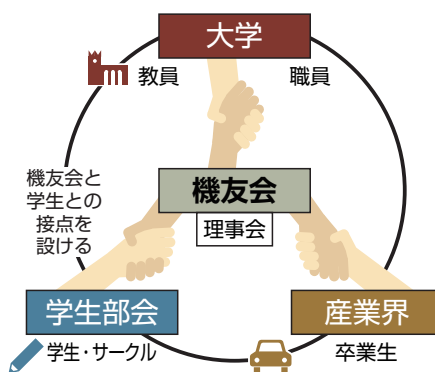 大学
教員
職員
機友会と
学生との
接点を
設ける
機友会
理事会
学生部会
学生・サークル
産業界
卒業生